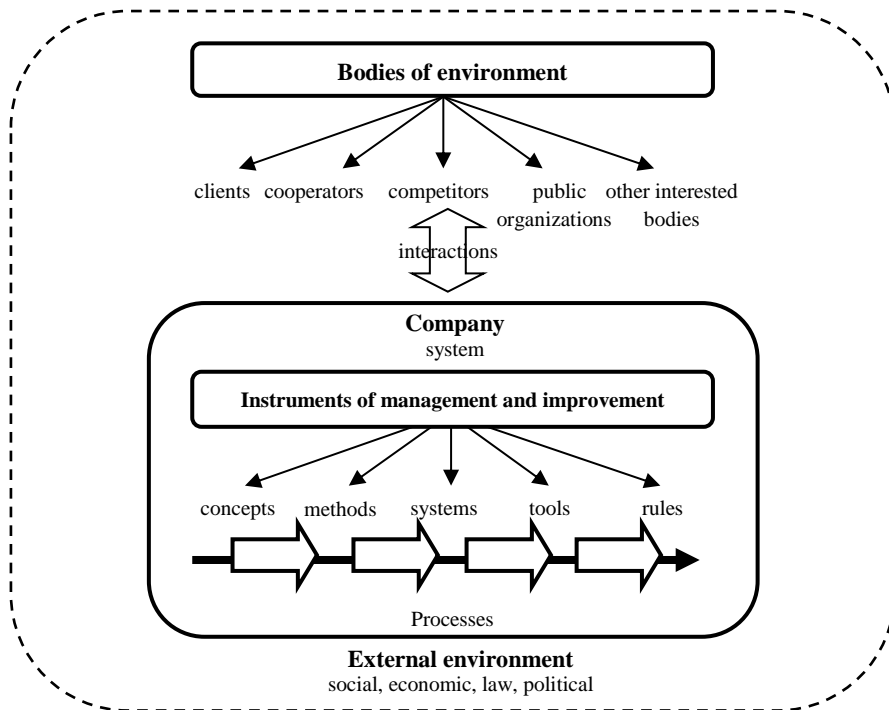 Bodies of environment
clients cooperators competitors public other interested
organizations bodies
interactions
Company
system
Instruments of management and improvement
concepts methods systems tools rules
Processes
External environment
social, economic, law, political